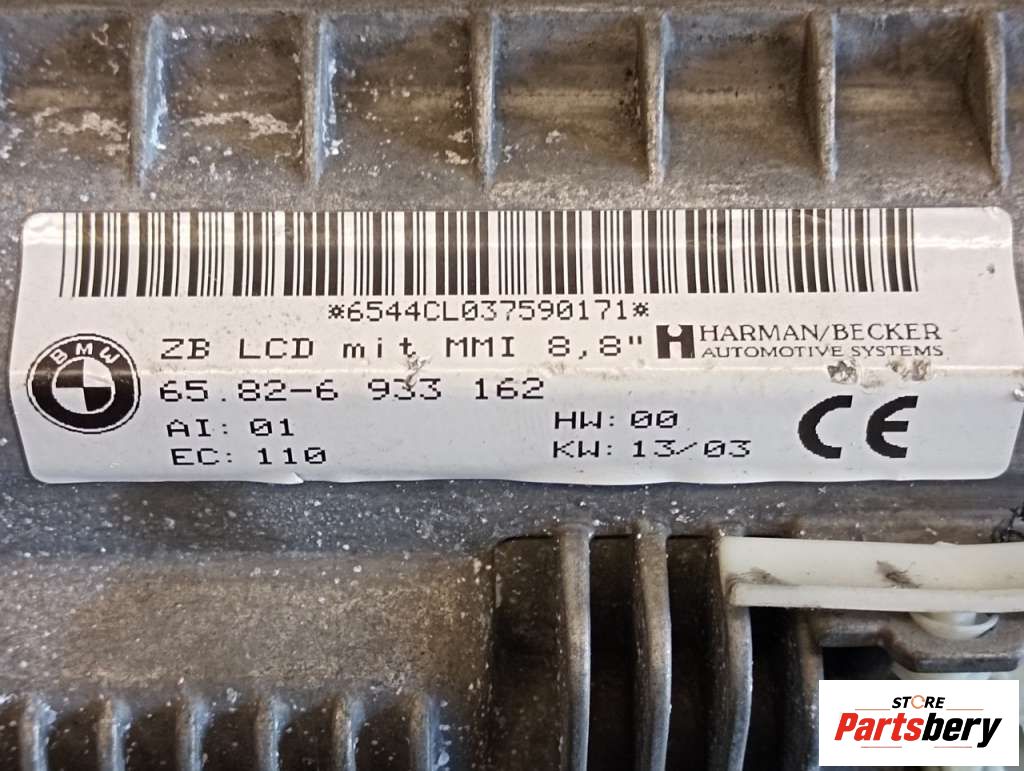 *6544CL037590171*
ZB LCD mit MMI 8,8" HARMAN/BECKER
AUTOMOTIVE SYSTEMS
BMW
65.82-6 933 162
AI: 01 HW: 00
EC: 110 KW: 13/03
CE
STORE
Partsbery